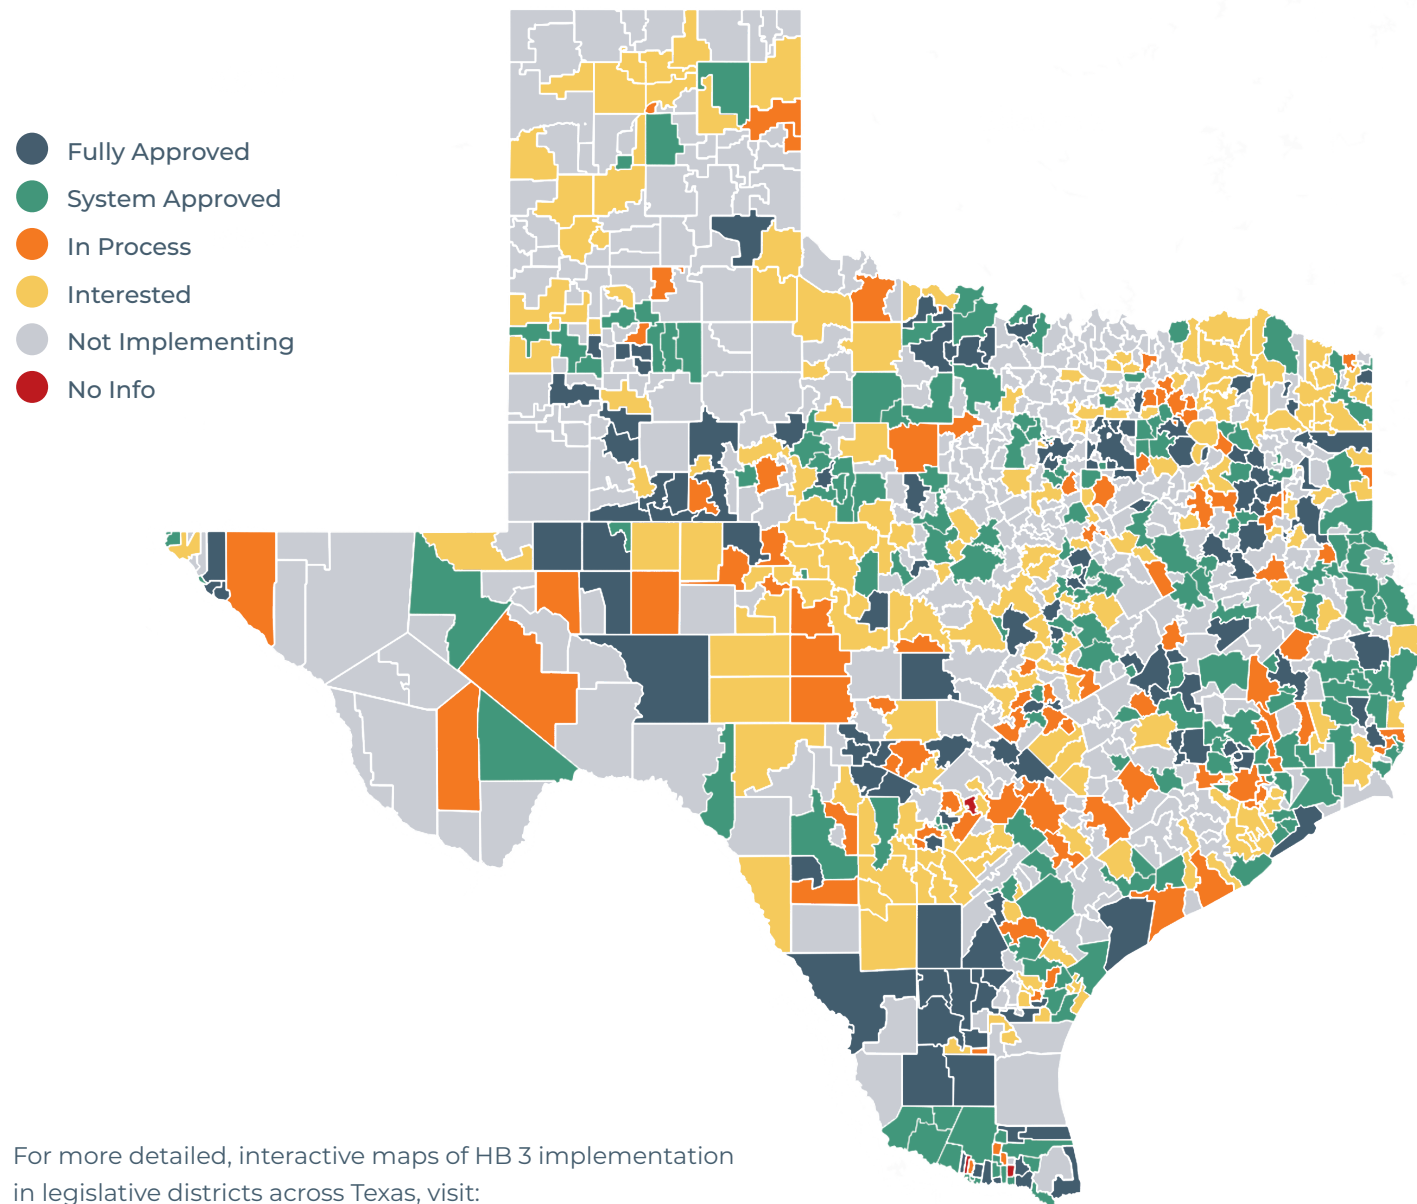 Fully Approved
System Approved
In Process
Interested
Not Implementing
No Info
For more detailed, interactive maps of HB 3 implementation
in legislative districts across Texas, visit: